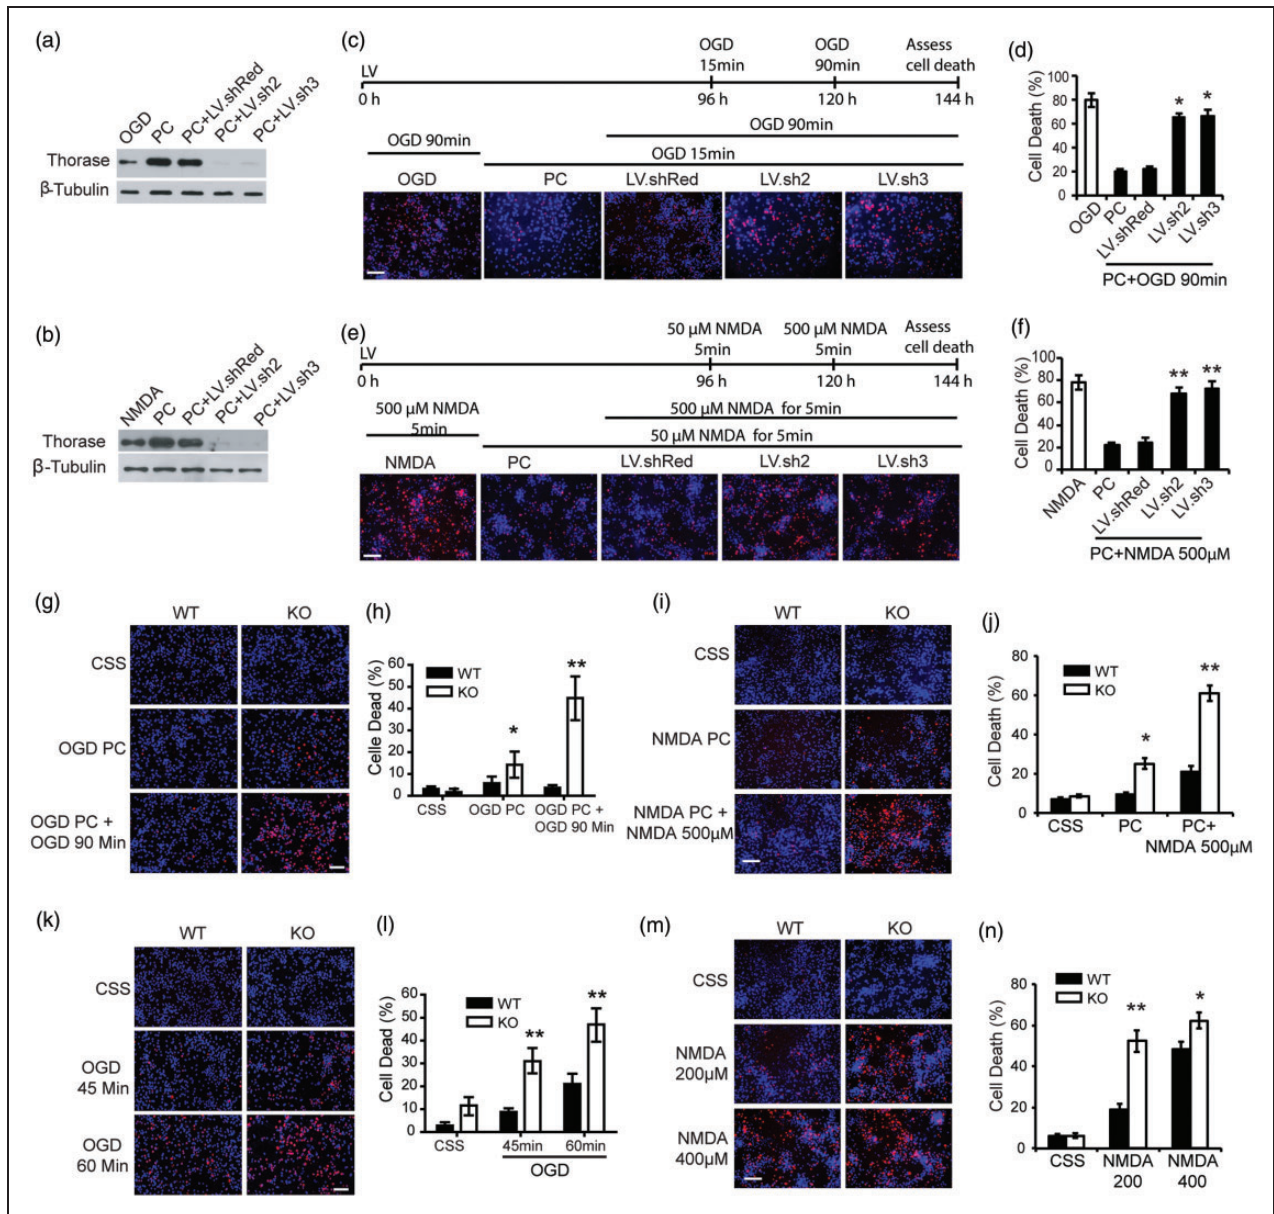 (a)
OGD
PC
PC+LV.shRed
PC+LV.sh2
PC+LV.sh3
Thorase
β-Tubulin
(c)
OGD 15min
OGD 90min
Assess cell death
LV
0 h
96 h
120 h
144 h
OGD 90min
OGD 90min
OGD 15min
OGD
PC
LV.shRed
LV.sh2
LV.sh3
(d)
Cell Death (%)
100
80
60
40
20
0
*
*
OGD
PC
LV.shRed
LV.sh2
LV.sh3
PC+OGD 90min
(b)
NMDA
PC
PC+LV.shRed
PC+LV.sh2
PC+LV.sh3
Thorase
β-Tubulin
(e)
50 µM NMDA 5min
500 µM NMDA 5min
Assess cell death
LV
0 h
96 h
120 h
144 h
500 µM NMDA 5min
500 µM NMDA for 5min
50 µM NMDA for 5min
NMDA
PC
LV.shRed
LV.sh2
LV.sh3
(f)
Cell Death (%)
100
80
60
40
20
0
**
**
NMDA
PC
LV.shRed
LV.sh2
LV.sh3
PC+NMDA 500µM
(g)
WT
KO
CSS
OGD PC
OGD PC +
OGD 90 Min
(h)
Celle Dead (%)
60
50
40
30
20
10
0
WT
KO
*
**
CSS
OGD PC
OGD PC +
OGD 90 Min
(i)
WT
KO
CSS
NMDA PC
NMDA PC +
NMDA 500µM
(j)
Cell Death (%)
80
60
40
20
0
WT
KO
*
**
CSS
PC
PC+
NMDA 500µM
(k)
WT
KO
CSS
OGD
45 Min
OGD
60 Min
(l)
Cell Dead (%)
60
50
40
30
20
10
0
WT
KO
**
**
CSS
45min
60min
OGD
(m)
WT
KO
CSS
NMDA
200µM
NMDA
400µM
(n)
Cell Death (%)
80
60
40
20
0
WT
KO
**
*
CSS
NMDA
200
NMDA
400